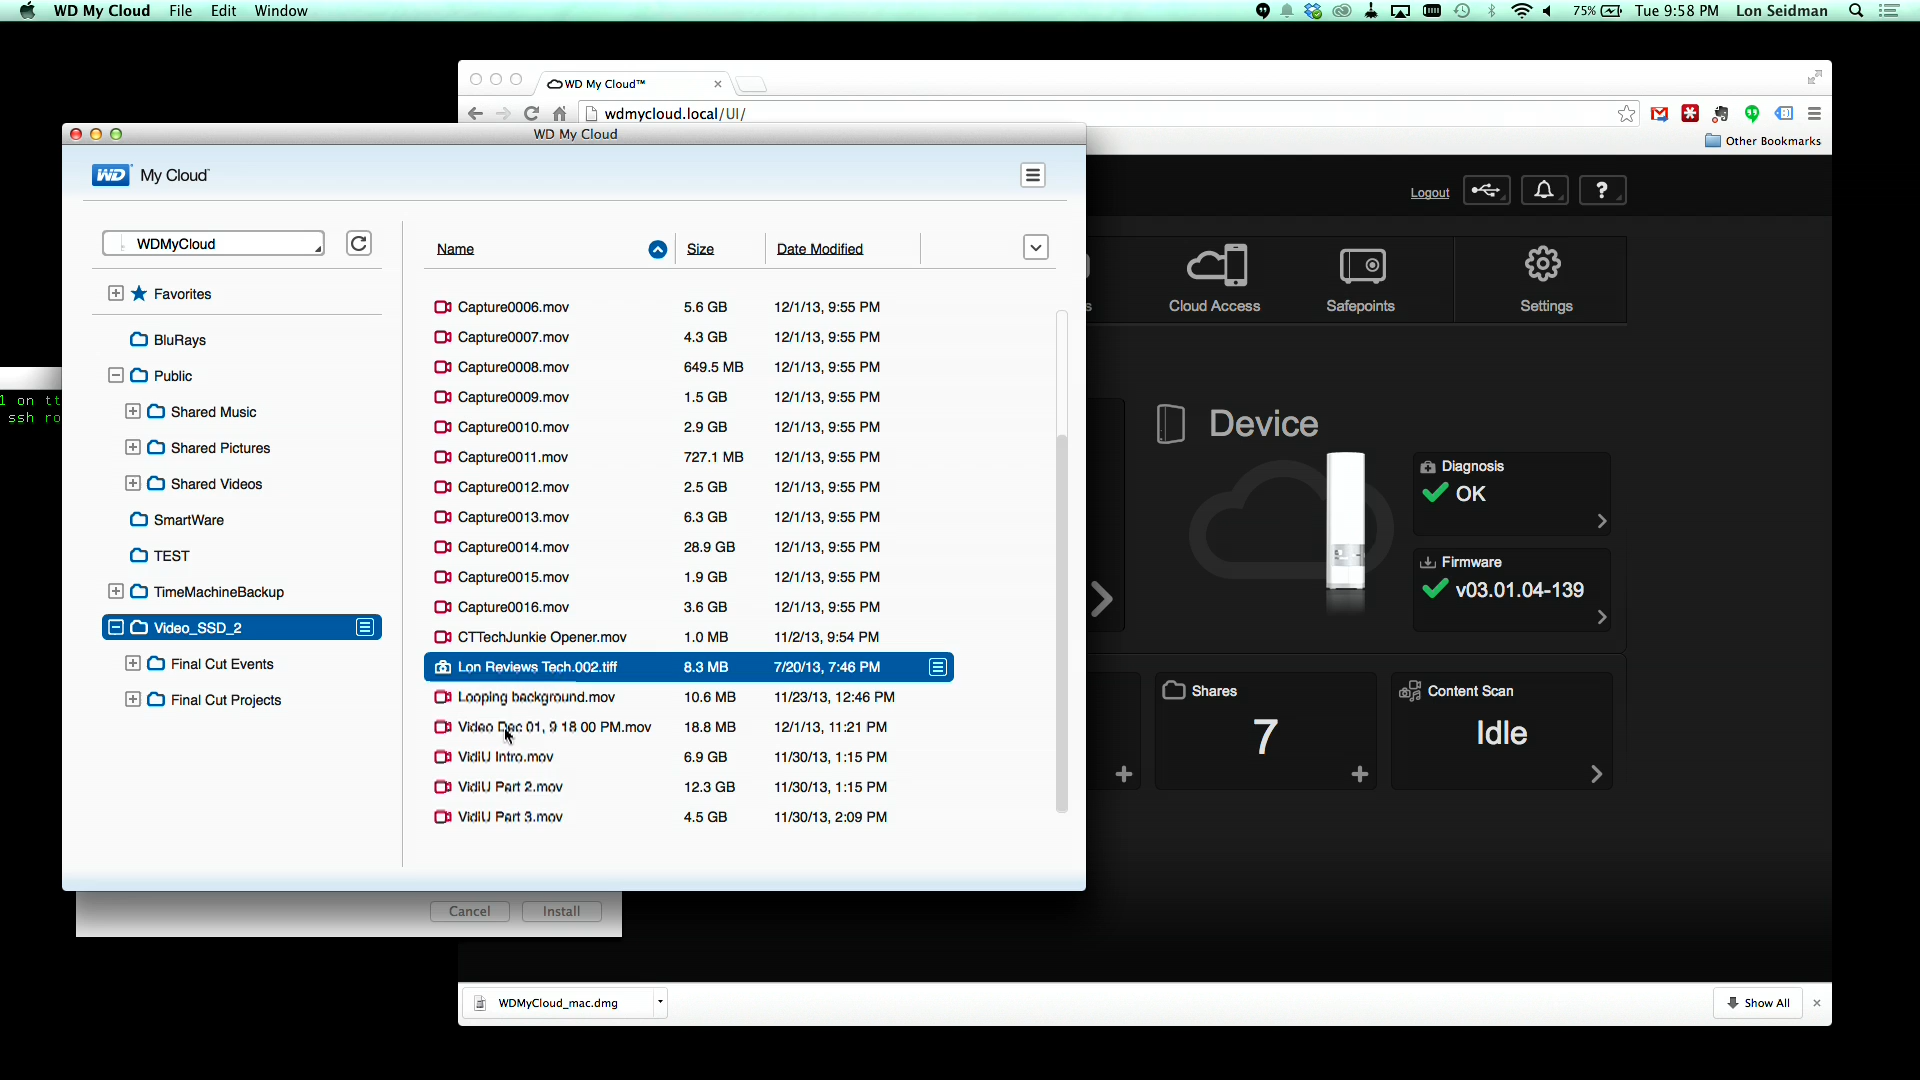 WD My Cloud File Edit Window
75% Tue 9:58 PM Lon Seidman
WD My Cloud™
wdmycloud.local/UI/
Other Bookmarks
WD My Cloud
WD My Cloud
WDMyCloud
Favorites
BluRays
Public
Shared Music
Shared Pictures
Shared Videos
SmartWare
TEST
TimeMachineBackup
Video_SSD_2
Final Cut Events
Final Cut Projects
Name Size Date Modified
Capture0006.mov 5.6 GB 12/1/13, 9:55 PM
Capture0007.mov 4.3 GB 12/1/13, 9:55 PM
Capture0008.mov 649.5 MB 12/1/13, 9:55 PM
Capture0009.mov 1.5 GB 12/1/13, 9:55 PM
Capture0010.mov 2.9 GB 12/1/13, 9:55 PM
Capture0011.mov 727.1 MB 12/1/13, 9:55 PM
Capture0012.mov 2.5 GB 12/1/13, 9:55 PM
Capture0013.mov 6.3 GB 12/1/13, 9:55 PM
Capture0014.mov 28.9 GB 12/1/13, 9:55 PM
Capture0015.mov 1.9 GB 12/1/13, 9:55 PM
Capture0016.mov 3.6 GB 12/1/13, 9:55 PM
CTTechJunkie Opener.mov 1.0 MB 11/2/13, 9:54 PM
Lon Reviews Tech.002.tiff 8.3 MB 7/20/13, 7:46 PM
Looping background.mov 10.6 MB 11/23/13, 12:46 PM
Video Dec 01, 9 18 00 PM.mov 18.8 MB 12/1/13, 11:21 PM
VidiU Intro.mov 6.9 GB 11/30/13, 1:15 PM
VidiU Part 2.mov 12.3 GB 11/30/13, 1:15 PM
VidiU Part 3.mov 4.5 GB 11/30/13, 2:09 PM
1 on tt
ssh ro
Cancel Install
Logout ?
s Cloud Access Safepoints Settings
Device
Diagnosis
OK
Firmware
v03.01.04-139
Shares
7
Content Scan
Idle
WDMyCloud_mac.dmg
Show All